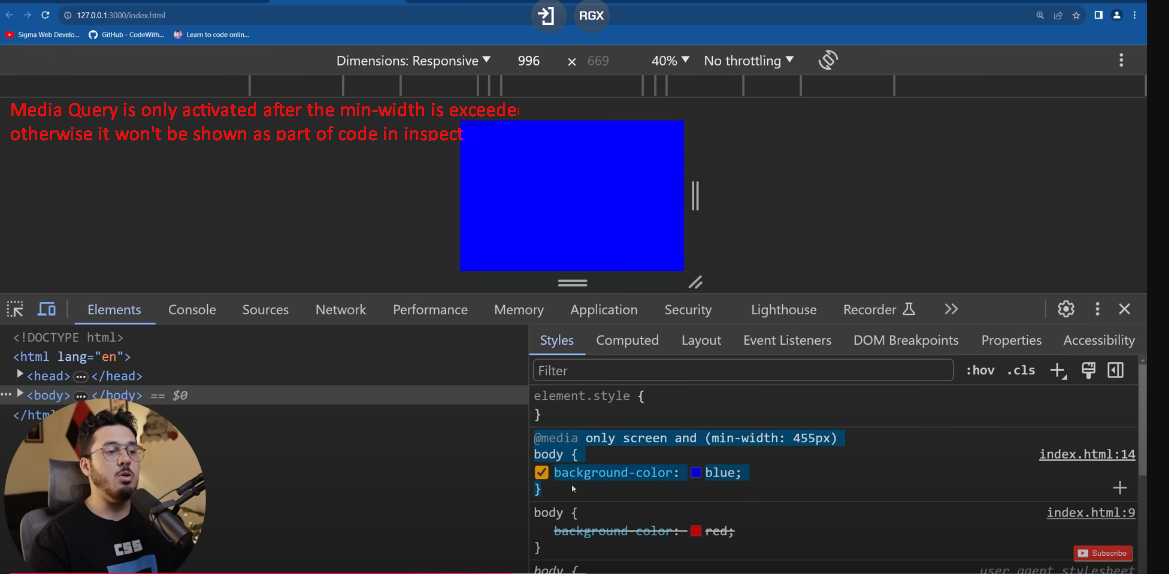 127.0.0.1:3000/index.html
RGX
Sigma Web Develo... GitHub - CodeWith... Learn to code onlin...
Dimensions: Responsive ▼ 996 × 669 40% ▼ No throttling ▼
Media Query is only activated after the min-width is exceeded
otherwise it won't be shown as part of code in inspect
Elements Console Sources Network Performance Memory Application Security Lighthouse Recorder
<!DOCTYPE html>
<html lang="en">
<head> ... </head>
... <body> ... </body> == $0
</html
Styles Computed Layout Event Listeners DOM Breakpoints Properties Accessibility
Filter :hov .cls
element.style {
}
@media only screen and (min-width: 455px)
body { index.html:14
background-color: blue;
}
body { index.html:9
background-color: red;
}
body { user agent stylesheet
CSS
Subscribe